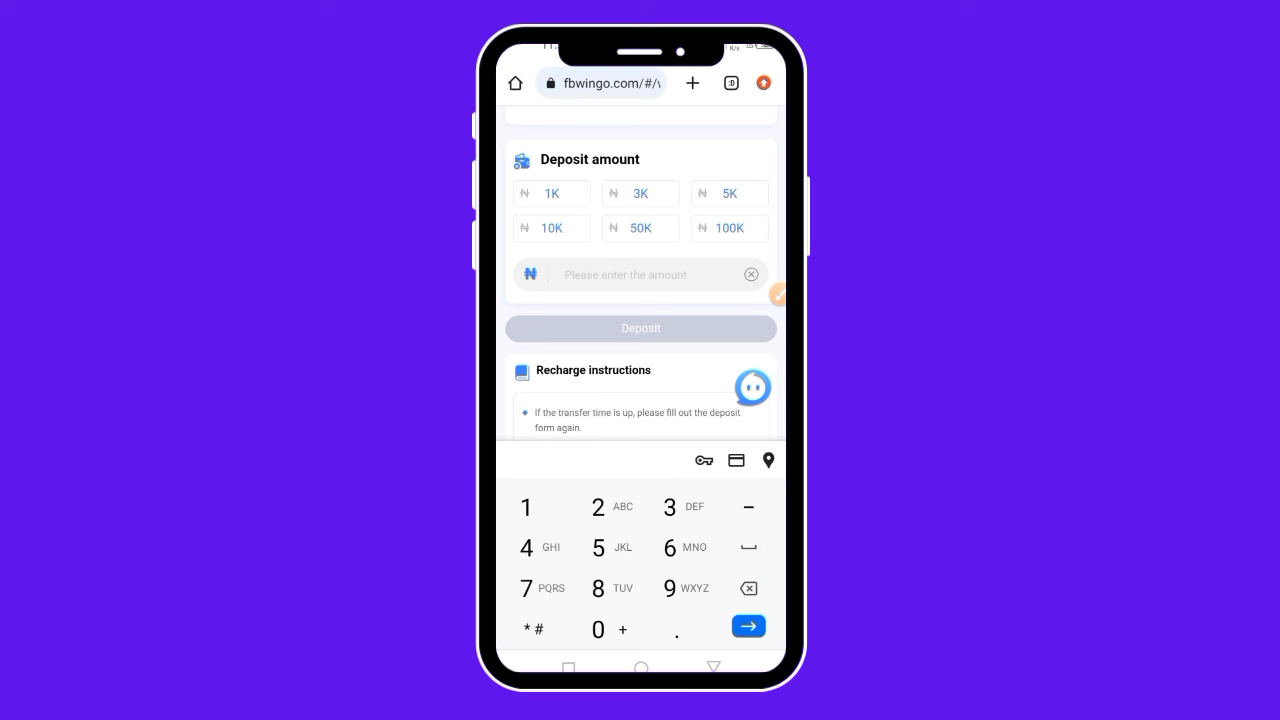 fbwingo.com/#/
:D
K/s
Deposit amount
₦ 1K ₦ 3K ₦ 5K
₦ 10K ₦ 50K ₦ 100K
₦ Please enter the amount
Deposit
Recharge instructions
If the transfer time is up, please fill out the deposit
form again.
1 2 ABC 3 DEF –
4 GHI 5 JKL 6 MNO
7 PQRS 8 TUV 9 WXYZ
* # 0 + .